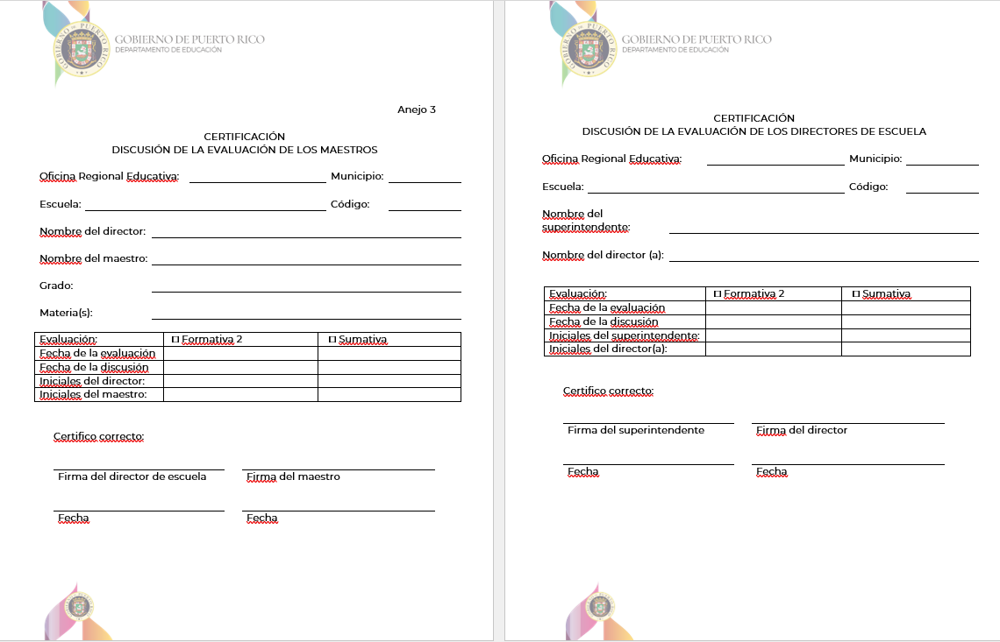 GOBIERNO DE PUERTO RICO
DEPARTAMENTO DE EDUCACIÓN
Anejo 3
CERTIFICACIÓN
DISCUSIÓN DE LA EVALUACIÓN DE LOS MAESTROS
Oficina Regional Educativa: Municipio:
Escuela: Código:
Nombre del director:
Nombre del maestro:
Grado:
Materia(s):
Evaluación: Formativa 2 Sumativa
Fecha de la evaluación
Fecha de la discusión
Iniciales del director:
Iniciales del maestro:
Certifico correcto:
Firma del director de escuela Firma del maestro
Fecha Fecha
GOBIERNO DE PUERTO RICO
DEPARTAMENTO DE EDUCACIÓN
CERTIFICACIÓN
DISCUSIÓN DE LA EVALUACIÓN DE LOS DIRECTORES DE ESCUELA
Oficina Regional Educativa: Municipio:
Escuela: Código:
Nombre del
superintendente:
Nombre del director (a):
Evaluación: Formativa 2 Sumativa
Fecha de la evaluación
Fecha de la discusión
Iniciales del superintendente:
Iniciales del director(a):
Certifico correcto:
Firma del superintendente Firma del director
Fecha Fecha